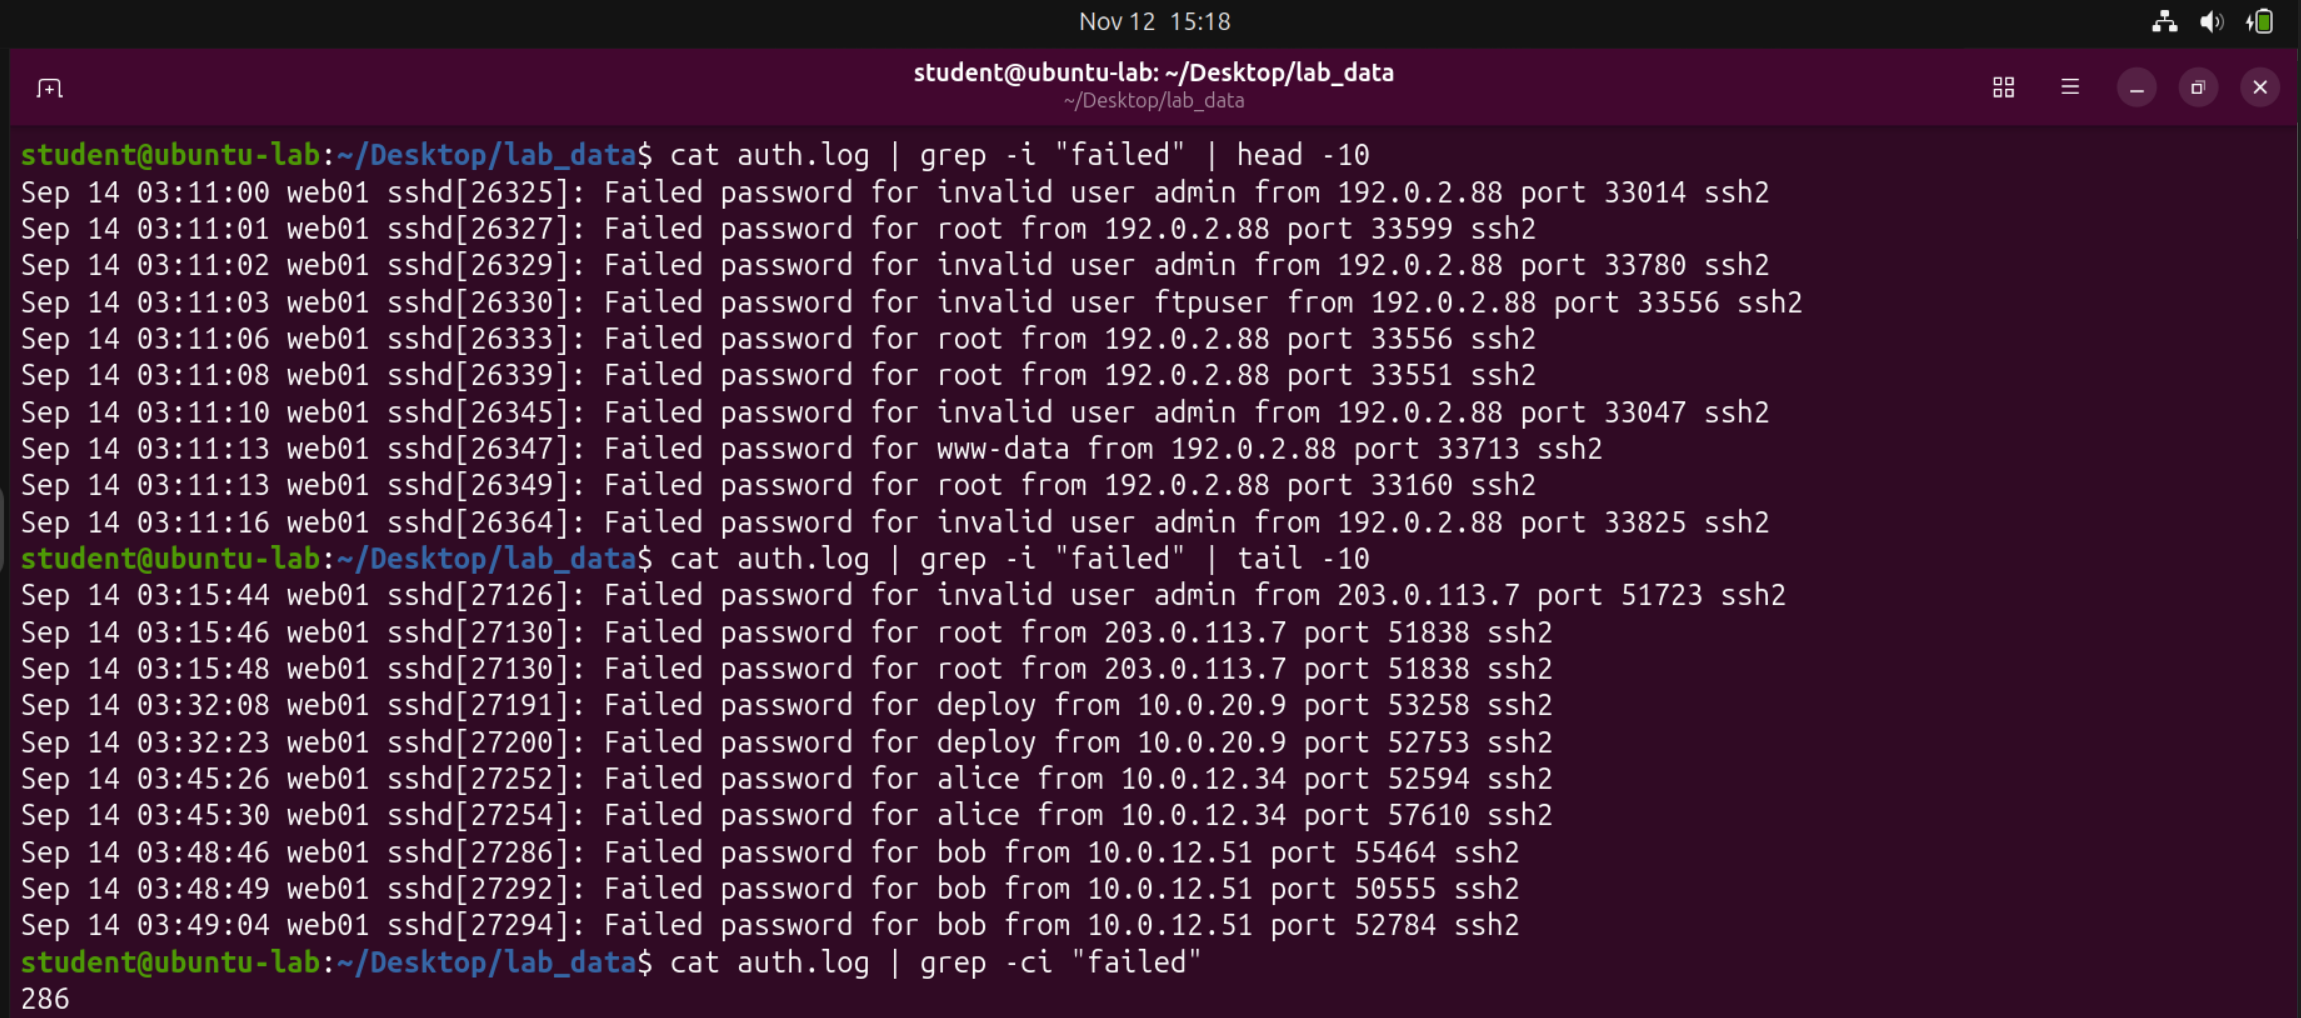 Nov 12 15:18
student@ubuntu-lab: ~/Desktop/lab_data
~/Desktop/lab_data
student@ubuntu-lab:~/Desktop/lab_data$ cat auth.log | grep -i "failed" | head -10
Sep 14 03:11:00 web01 sshd[26325]: Failed password for invalid user admin from 192.0.2.88 port 33014 ssh2
Sep 14 03:11:01 web01 sshd[26327]: Failed password for root from 192.0.2.88 port 33599 ssh2
Sep 14 03:11:02 web01 sshd[26329]: Failed password for invalid user admin from 192.0.2.88 port 33780 ssh2
Sep 14 03:11:03 web01 sshd[26330]: Failed password for invalid user ftpuser from 192.0.2.88 port 33556 ssh2
Sep 14 03:11:06 web01 sshd[26333]: Failed password for root from 192.0.2.88 port 33556 ssh2
Sep 14 03:11:08 web01 sshd[26339]: Failed password for root from 192.0.2.88 port 33551 ssh2
Sep 14 03:11:10 web01 sshd[26345]: Failed password for invalid user admin from 192.0.2.88 port 33047 ssh2
Sep 14 03:11:13 web01 sshd[26347]: Failed password for www-data from 192.0.2.88 port 33713 ssh2
Sep 14 03:11:13 web01 sshd[26349]: Failed password for root from 192.0.2.88 port 33160 ssh2
Sep 14 03:11:16 web01 sshd[26364]: Failed password for invalid user admin from 192.0.2.88 port 33825 ssh2
student@ubuntu-lab:~/Desktop/lab_data$ cat auth.log | grep -i "failed" | tail -10
Sep 14 03:15:44 web01 sshd[27126]: Failed password for invalid user admin from 203.0.113.7 port 51723 ssh2
Sep 14 03:15:46 web01 sshd[27130]: Failed password for root from 203.0.113.7 port 51838 ssh2
Sep 14 03:15:48 web01 sshd[27130]: Failed password for root from 203.0.113.7 port 51838 ssh2
Sep 14 03:32:08 web01 sshd[27191]: Failed password for deploy from 10.0.20.9 port 53258 ssh2
Sep 14 03:32:23 web01 sshd[27200]: Failed password for deploy from 10.0.20.9 port 52753 ssh2
Sep 14 03:45:26 web01 sshd[27252]: Failed password for alice from 10.0.12.34 port 52594 ssh2
Sep 14 03:45:30 web01 sshd[27254]: Failed password for alice from 10.0.12.34 port 57610 ssh2
Sep 14 03:48:46 web01 sshd[27286]: Failed password for bob from 10.0.12.51 port 55464 ssh2
Sep 14 03:48:49 web01 sshd[27292]: Failed password for bob from 10.0.12.51 port 50555 ssh2
Sep 14 03:49:04 web01 sshd[27294]: Failed password for bob from 10.0.12.51 port 52784 ssh2
student@ubuntu-lab:~/Desktop/lab_data$ cat auth.log | grep -ci "failed"
286